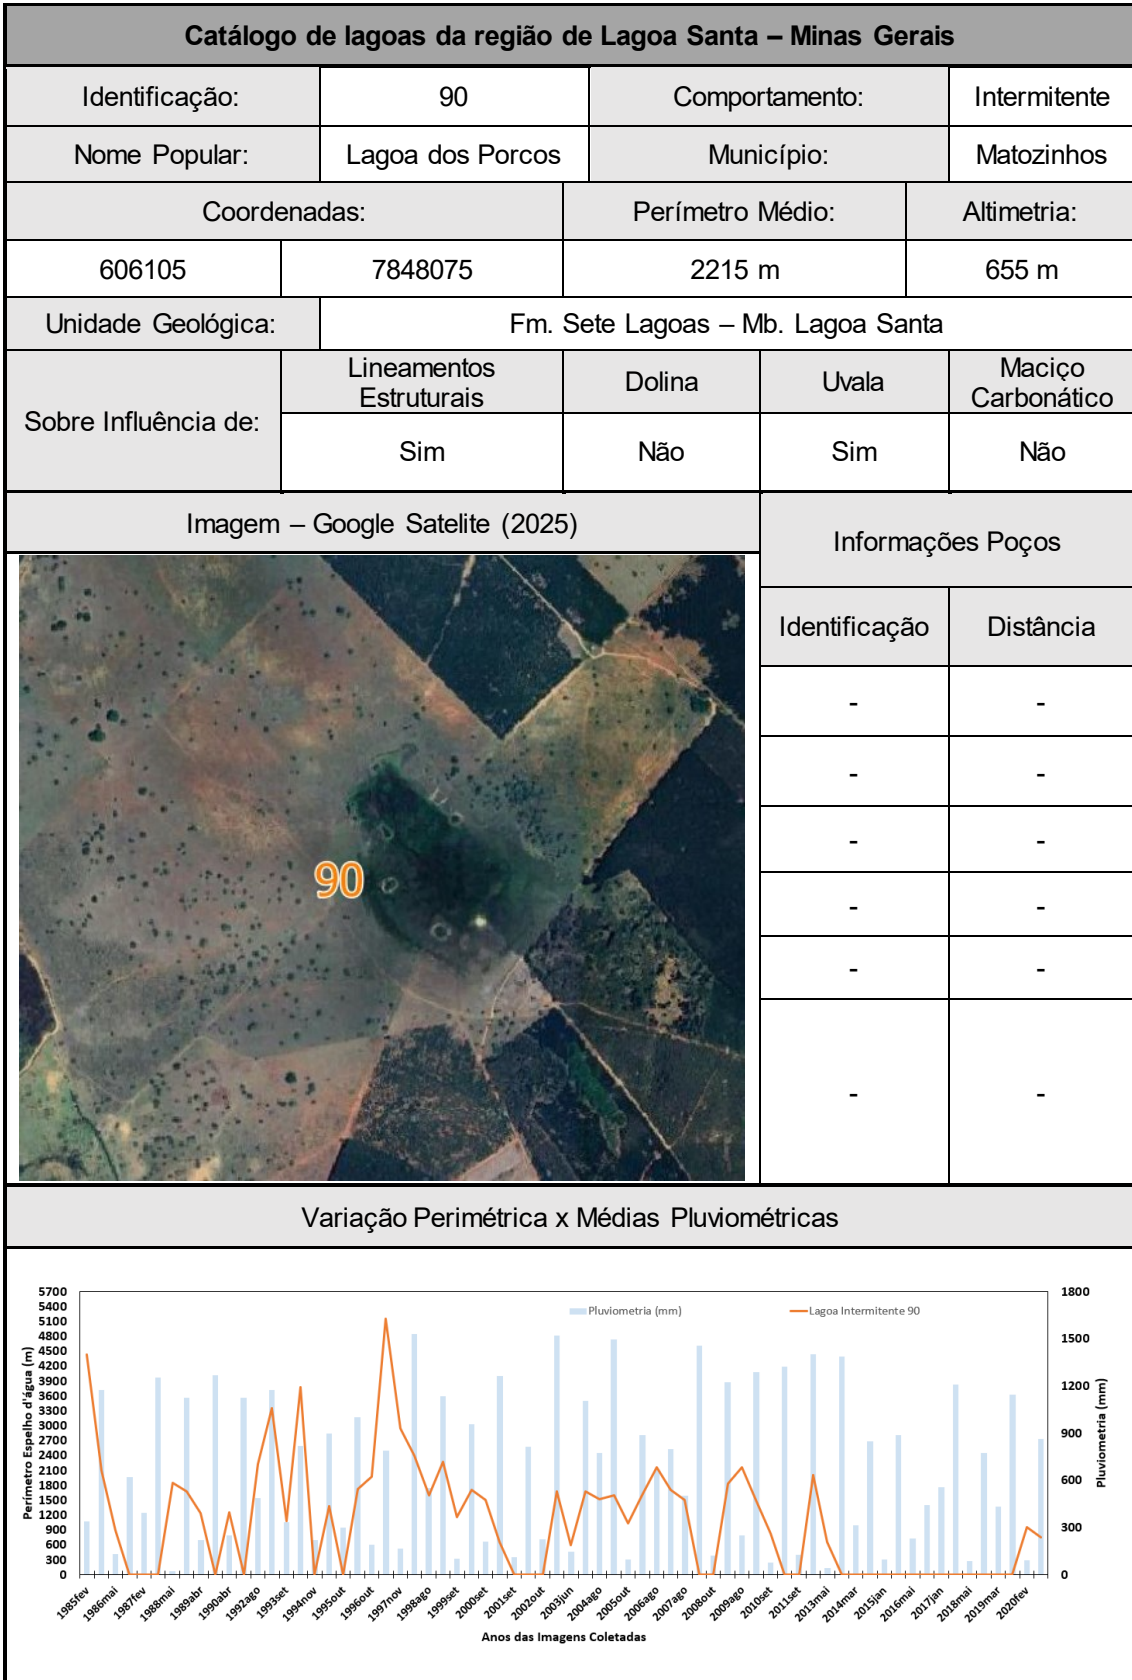 Catálogo de lagoas da região de Lagoa Santa – Minas Gerais
Identificação: 90 Comportamento: Intermitente
Nome Popular: Lagoa dos Porcos Município: Matozinhos
Coordenadas: Perímetro Médio: Altimetria:
606105 7848075 2215 m 655 m
Unidade Geológica: Fm. Sete Lagoas – Mb. Lagoa Santa
Sobre Influência de:
Lineamentos
Estruturais
Dolina
Uvala
Maciço
Carbonático
Sim Não Sim Não
Imagem – Google Satelite (2025)
Informações Poços
Identificação Distância
- -
- -
- -
- -
- -
- -
90
Variação Perimétrica x Médias Pluviométricas
Pluviometria (mm) Lagoa Intermitente 90
Perímetro Espelho d'água (m)
5700
5400
5100
4800
4500
4200
3900
3600
3300
3000
2700
2400
2100
1800
1500
1200
900
600
300
0
1800
1500
1200
900
600
300
0
Pluviometria (mm)
1985fev
1986mai
1987fev
1988mai
1989abr
1990abr
1992ago
1993set
1994nov
1995out
1996out
1997nov
1998ago
1999set
2000set
2001set
2002out
2003jun
2004ago
2005out
2006ago
2007ago
2008out
2009ago
2010set
2011set
2013mai
2014mar
2015jan
2016mai
2017jan
2018mai
2019mar
2020fev
Anos das Imagens Coletadas